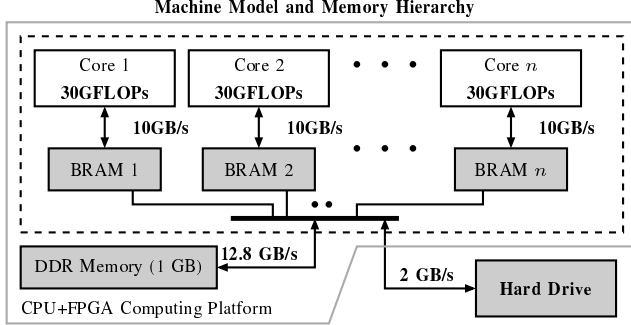 Machine Model and Memory Hierarchy
Core 1
30GFLOPs
Core 2
30GFLOPs
Core n
30GFLOPs
10GB/s
10GB/s
10GB/s
BRAM 1
BRAM 2
BRAM n
DDR Memory (1 GB)
12.8 GB/s
2 GB/s
Hard Drive
CPU+FPGA Computing Platform